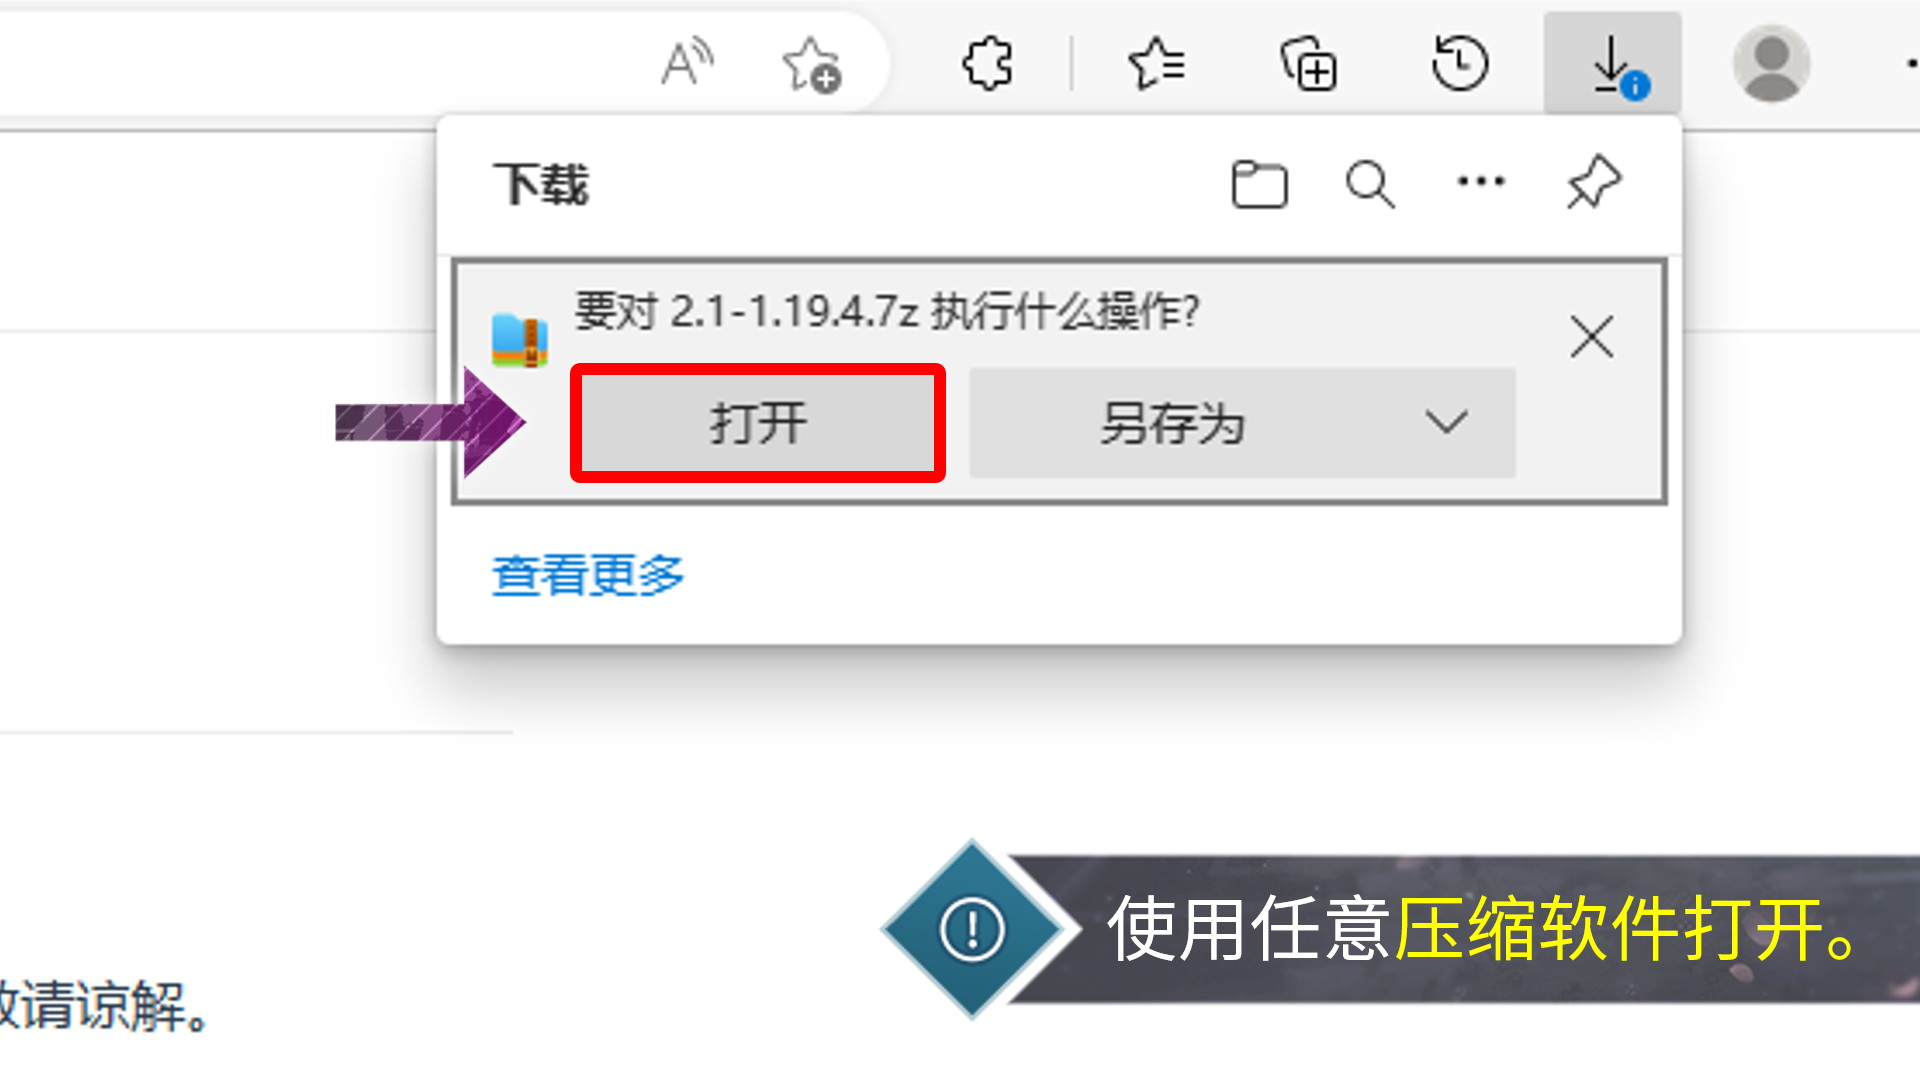 下载
要对 2.1-1.19.4.7z 执行什么操作?
打开
另存为
查看更多
使用任意压缩软件打开。
敬请谅解。